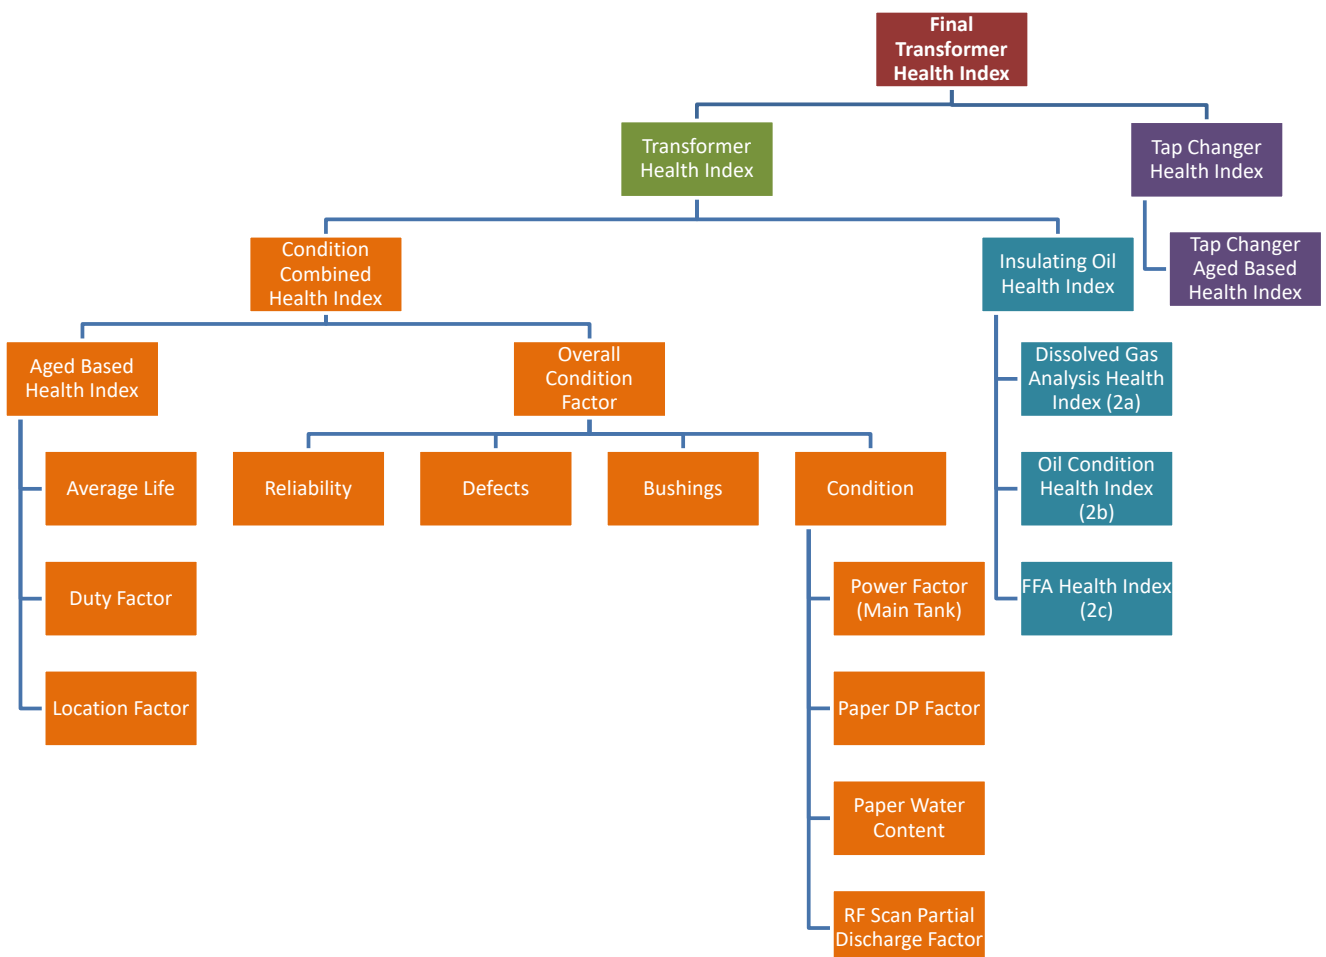 Final
Transformer
Health Index
Transformer
Health Index
Tap Changer
Health Index
Condition
Combined
Health Index
Insulating Oil
Health Index
Tap Changer
Aged Based
Health Index
Aged Based
Health Index
Overall
Condition
Factor
Dissolved Gas
Analysis Health
Index (2a)
Average Life
Reliability
Defects
Bushings
Condition
Oil Condition
Health Index
(2b)
Duty Factor
Power Factor
(Main Tank)
FFA Health Index
(2c)
Location Factor
Paper DP Factor
Paper Water
Content
RF Scan Partial
Discharge Factor